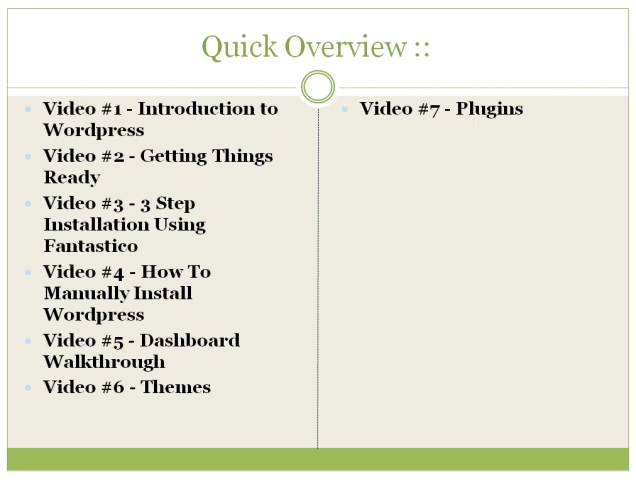 Quick Overview ::
Video #1 - Introduction to
Wordpress
Video #2 - Getting Things
Ready
Video #3 - 3 Step
Installation Using
Fantastico
Video #4 - How To
Manually Install
Wordpress
Video #5 - Dashboard
Walkthrough
Video #6 - Themes
Video #7 - Plugins